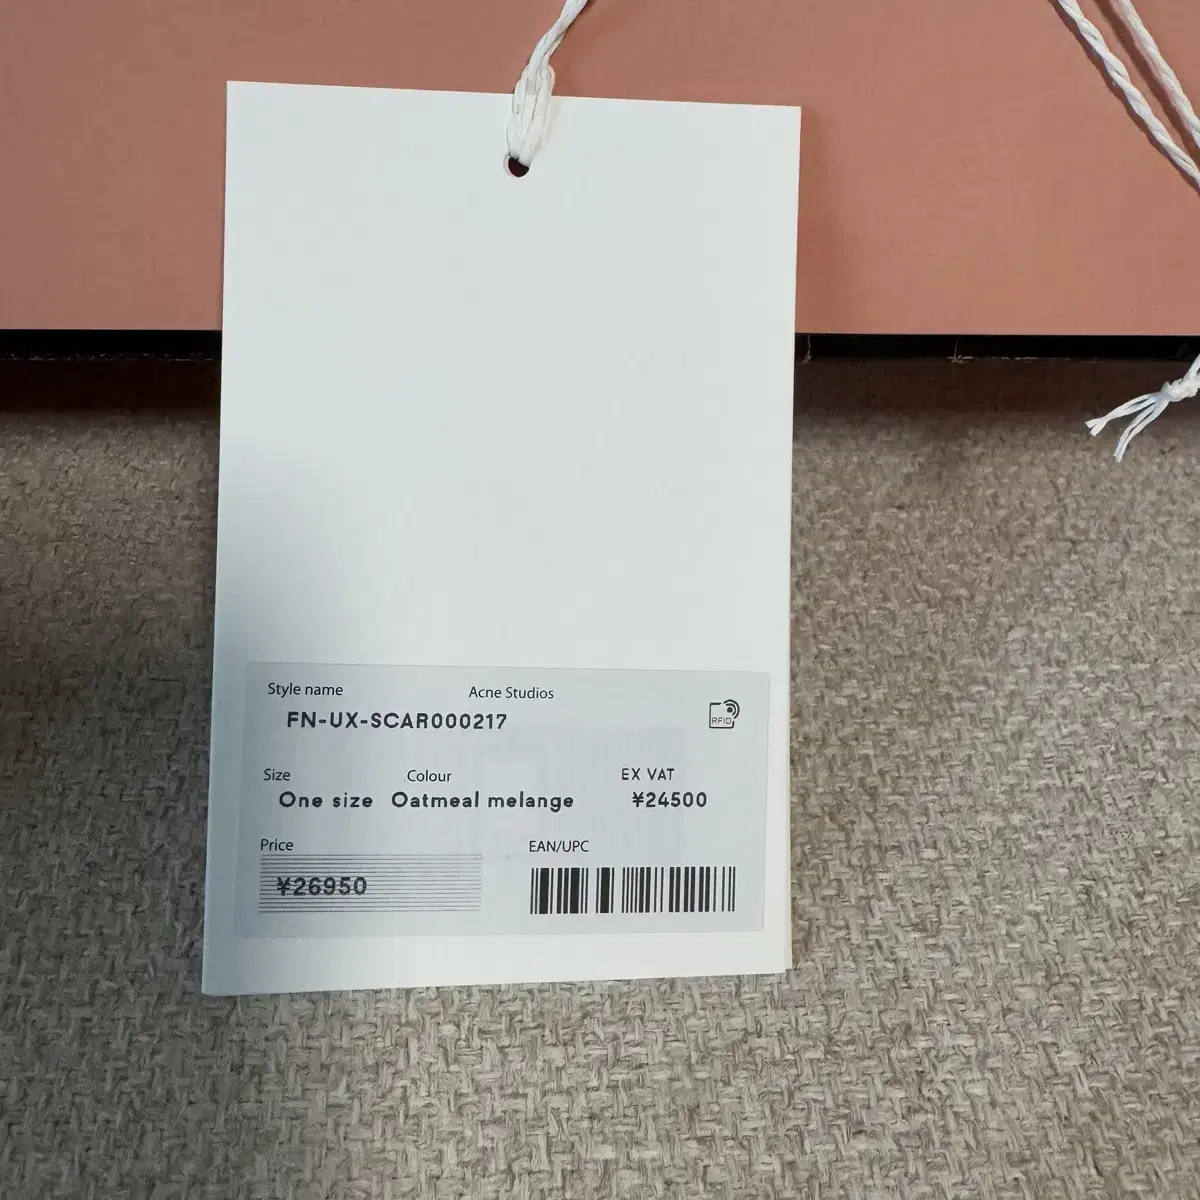 Style name
Acne Studios
FN-UX-SCAR000217
RFID
Size
Colour
EX VAT
One size
Oatmeal melange
¥24500
Price
EAN/UPC
¥26950